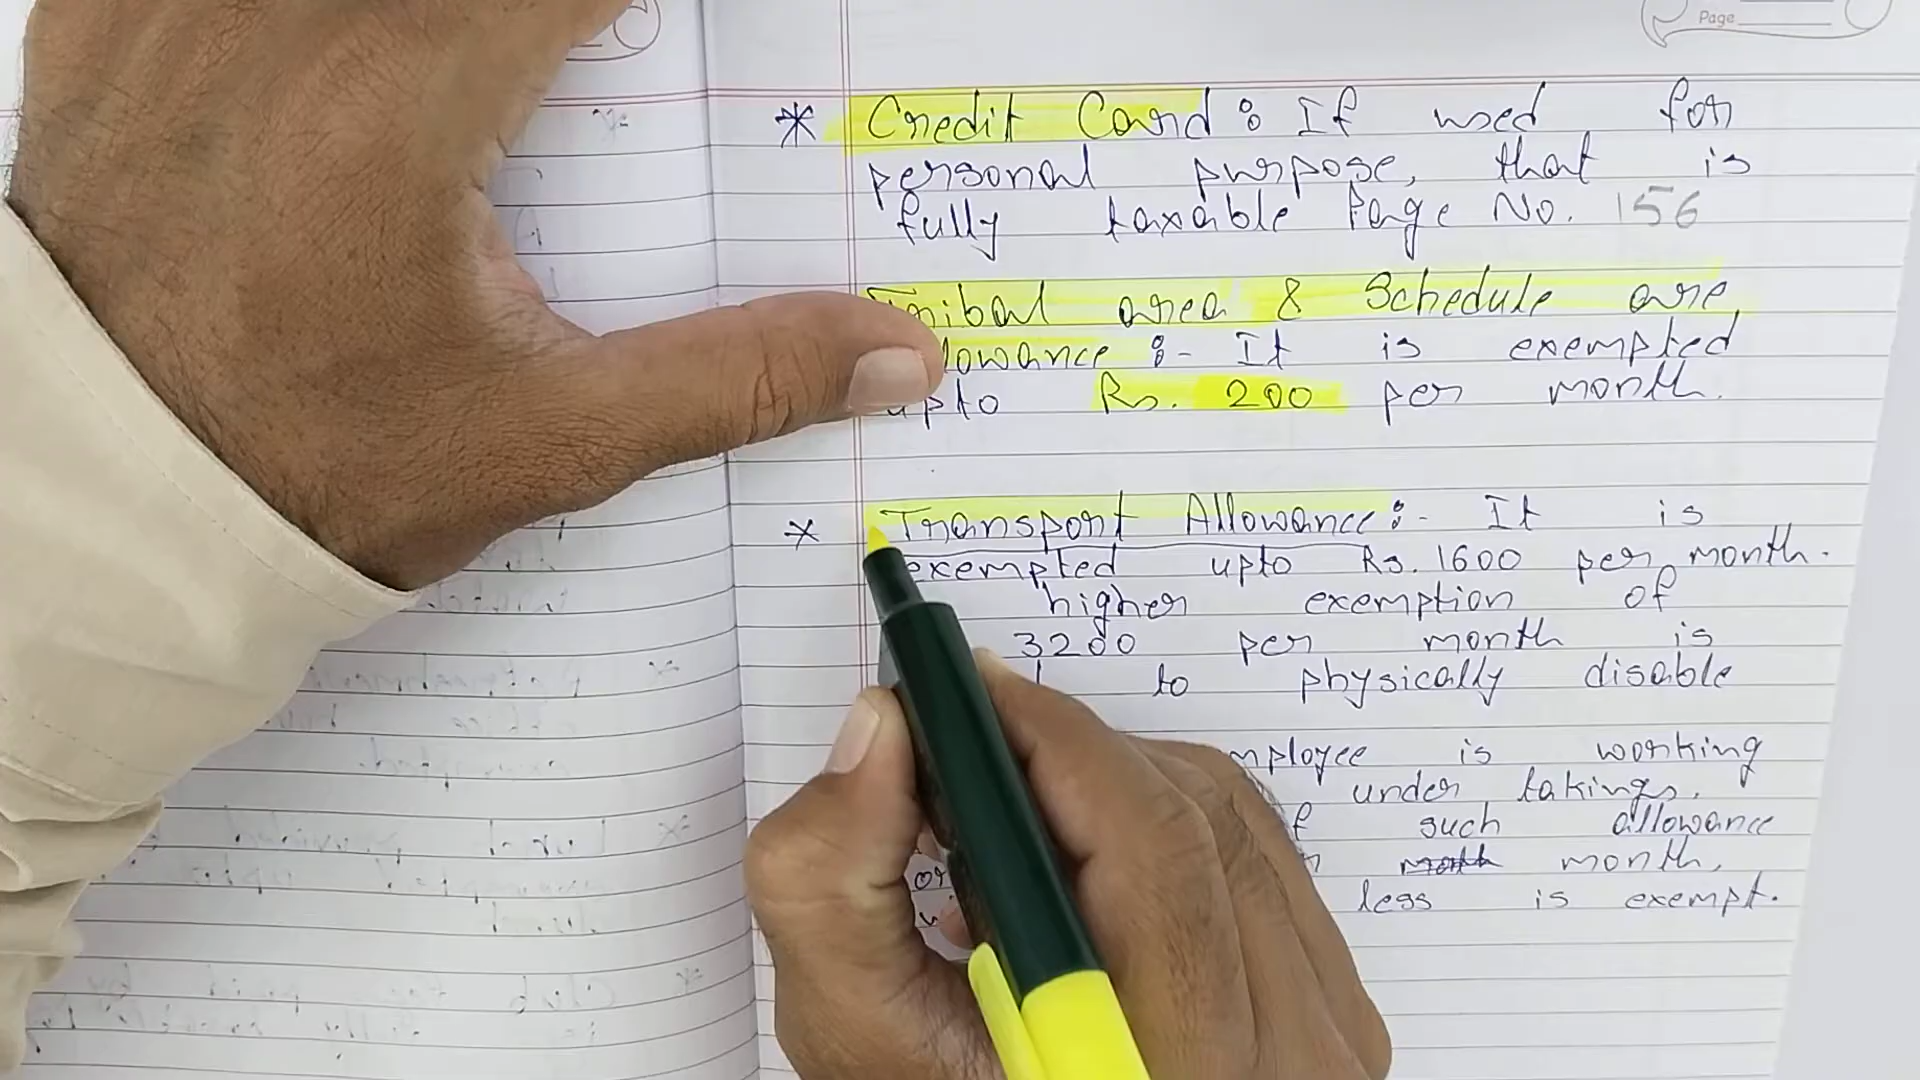 Page
* Credit Card : If used for
personal purpose, that is
fully taxable Page No. 156
Tribal area & Schedule are
lowance :- It is exempted
upto Rs. 200 per month.
* Transport Allowance :- It is
exempted upto Rs. 1600 per month.
higher exemption of
3200 per month is
to physically disable
mployee is working
under takings.
such allowance
month month.
less is exempt.